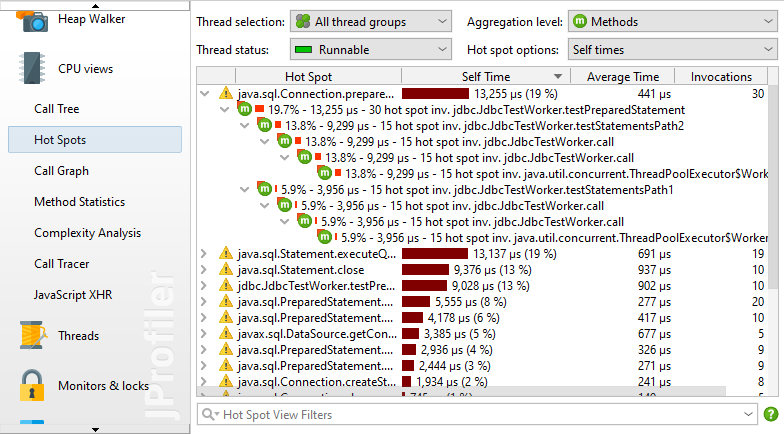 Heap Walker
CPU views
Call Tree
Hot Spots
Call Graph
Method Statistics
Complexity Analysis
Call Tracer
JavaScript XHR
Threads
Monitors & locks
JProfiler
Thread selection: All thread groups Aggregation level: m Methods
Thread status: Runnable Hot spot options: Self times
Hot Spot Self Time Average Time Invocations
java.sql.Connection.prepare... 13,255 µs (19 %) 441 µs 30
m 19.7% - 13,255 µs - 30 hot spot inv. jdbc.JdbcTestWorker.testPreparedStatement
m 13.8% - 9,299 µs - 15 hot spot inv. jdbc.JdbcTestWorker.testStatementsPath2
m 13.8% - 9,299 µs - 15 hot spot inv. jdbc.JdbcTestWorker.call
m 13.8% - 9,299 µs - 15 hot spot inv. jdbc.JdbcTestWorker.call
m 13.8% - 9,299 µs - 15 hot spot inv. java.util.concurrent.ThreadPoolExecutor$Work
m 5.9% - 3,956 µs - 15 hot spot inv. jdbc.JdbcTestWorker.testStatementsPath1
m 5.9% - 3,956 µs - 15 hot spot inv. jdbc.JdbcTestWorker.call
m 5.9% - 3,956 µs - 15 hot spot inv. jdbc.JdbcTestWorker.call
m 5.9% - 3,956 µs - 15 hot spot inv. java.util.concurrent.ThreadPoolExecutor$Worker
java.sql.Statement.executeQ... 13,137 µs (19 %) 691 µs 19
java.sql.Statement.close 9,376 µs (13 %) 937 µs 10
jdbc.JdbcTestWorker.testPre... 9,028 µs (13 %) 902 µs 10
java.sql.PreparedStatement.... 5,555 µs (8 %) 277 µs 20
java.sql.PreparedStatement.... 4,178 µs (6 %) 417 µs 10
javax.sql.DataSource.getCon... 3,385 µs (5 %) 677 µs 5
java.sql.PreparedStatement.... 2,936 µs (4 %) 326 µs 9
java.sql.PreparedStatement.... 2,444 µs (3 %) 271 µs 9
java.sql.Connection.createSt... 1,934 µs (2 %) 241 µs 8
Hot Spot View Filters